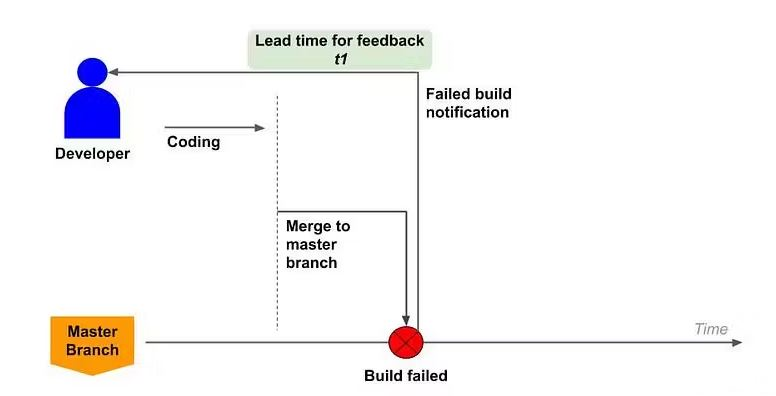 Lead time for feedback
t1
Failed build
notification
Coding
Developer
Merge to
master
branch
Master
Branch
Time
Build failed